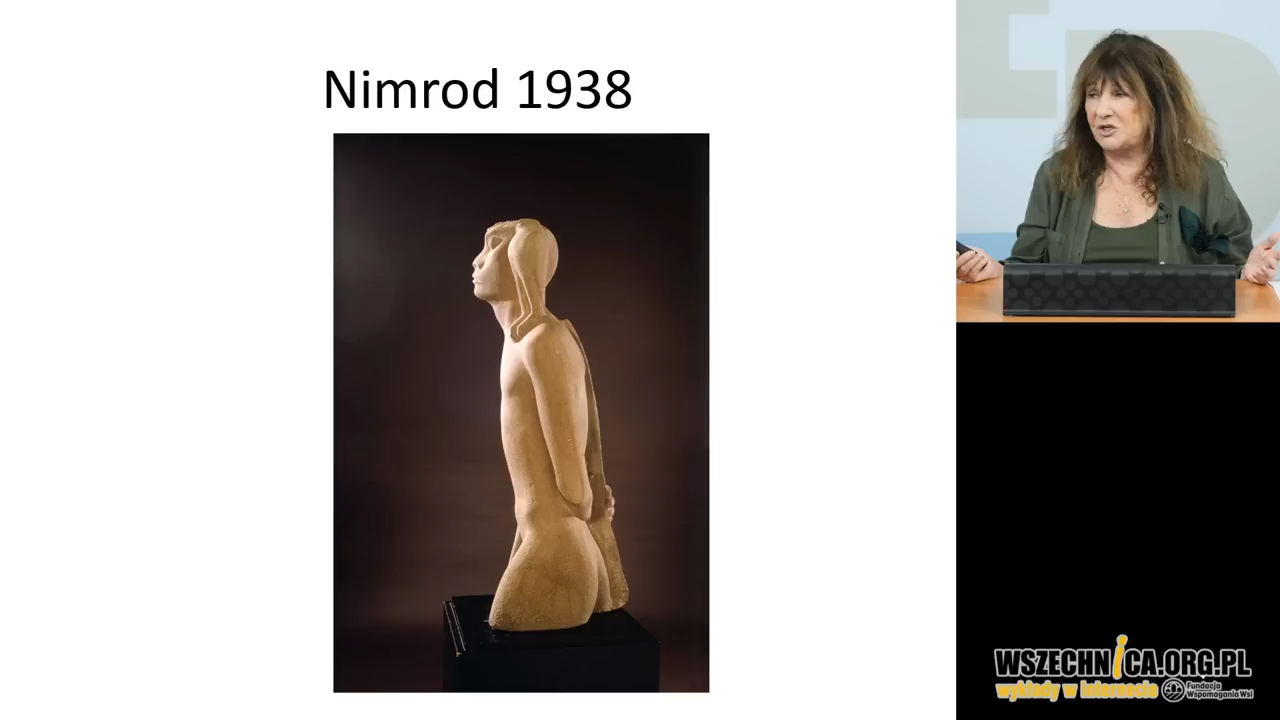 Nimrod 1938
WSZECHNiCA.ORG.PL
wykłady w internecie
Fundacja
Wspomagania Wsi